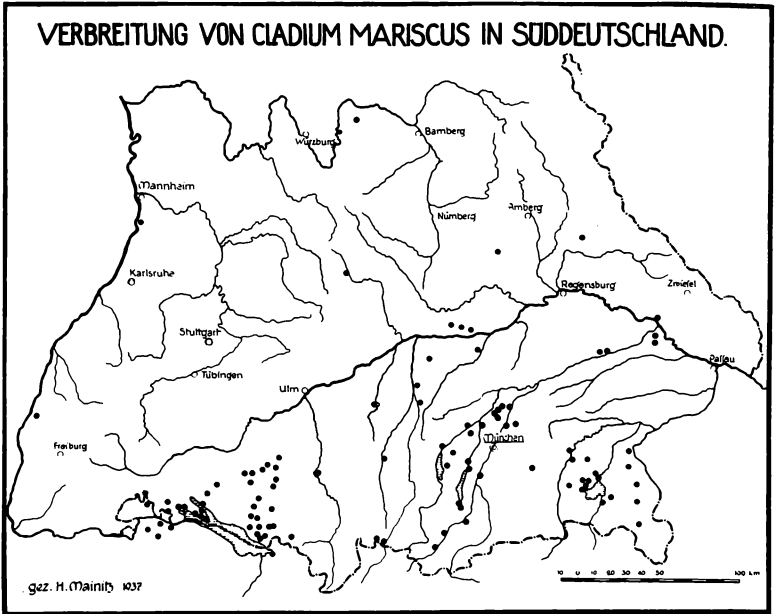 VERBREITUNG VON CLADIUM MARISCUS IN SÜDDEUTSCHLAND.
Würzburg
Bamberg
Mannheim
Nürnberg
Amberg
Karlsruhe
Regensburg
Zwiesel
Stuttgart
Passau
Tübingen
Ulm
Freiburg
München
gez. H. Mainitz 1937
10 0 10 20 30 40 50 100 km